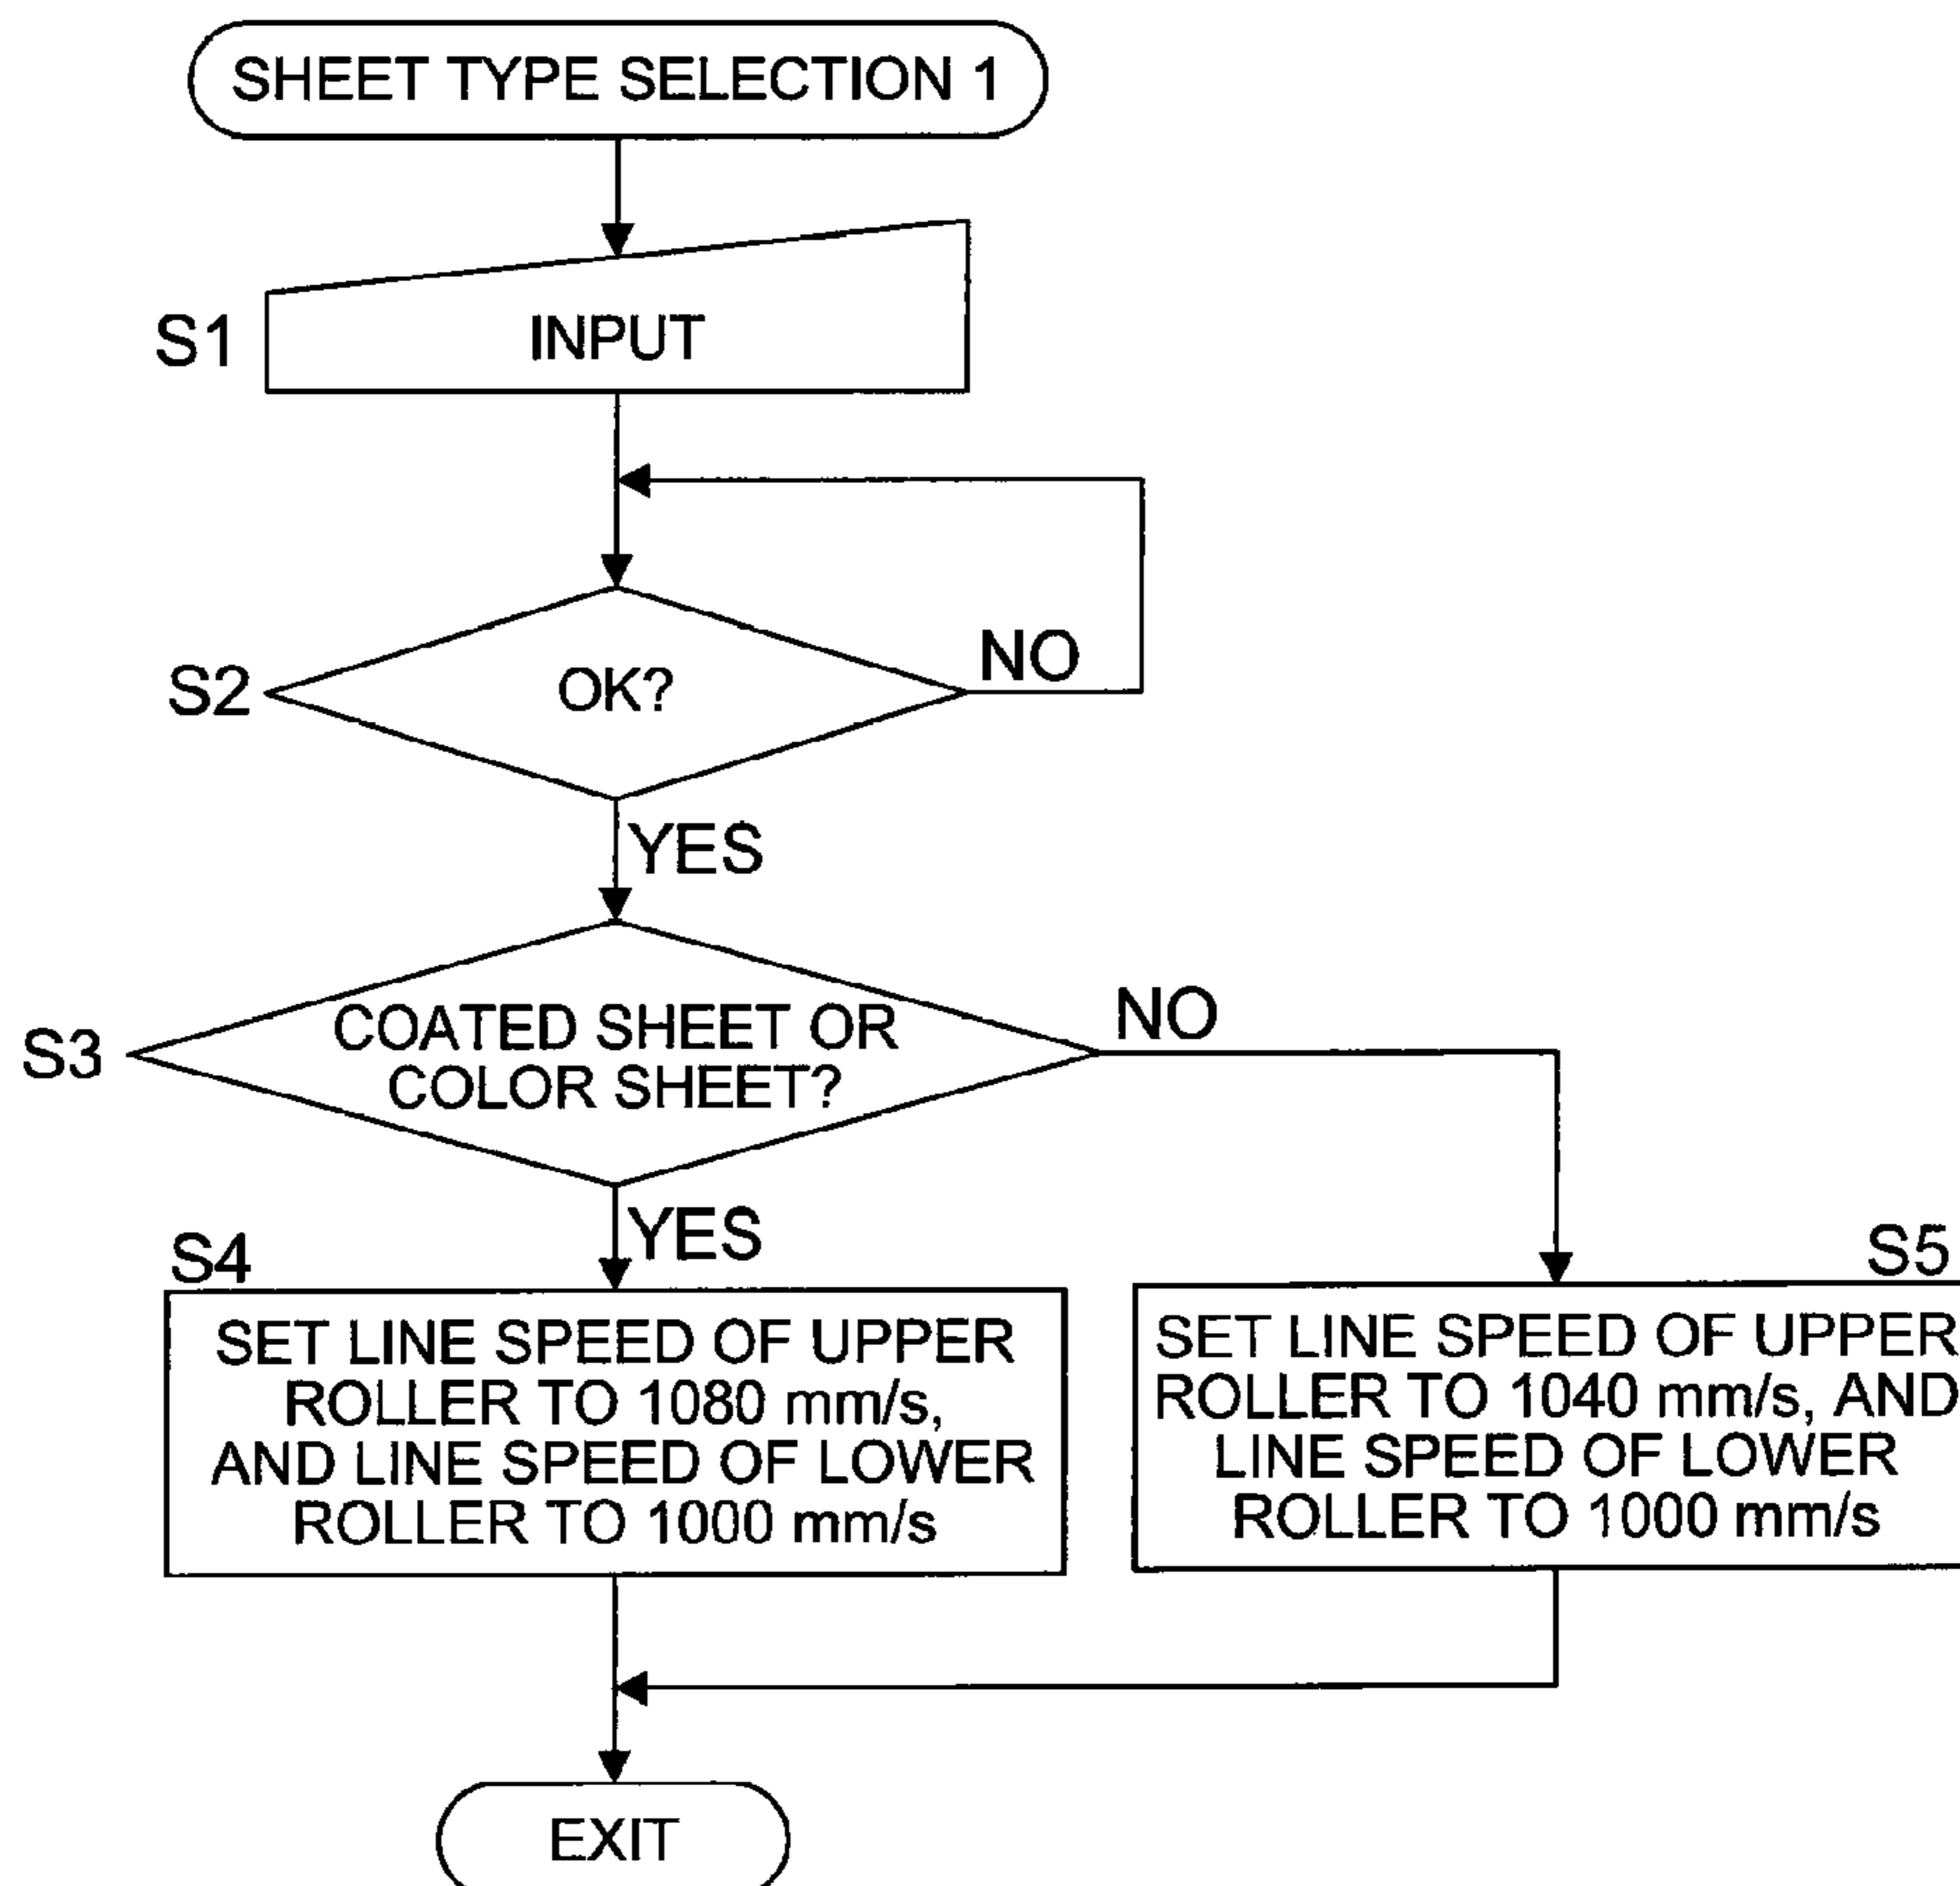 SHEET TYPE SELECTION 1
S1
INPUT
S2
OK?
NO
YES
S3
COATED SHEET OR
COLOR SHEET?
NO
YES
S4
SET LINE SPEED OF UPPER
ROLLER TO 1080 mm/s,
AND LINE SPEED OF LOWER
ROLLER TO 1000 mm/s
S5
SET LINE SPEED OF UPPER
ROLLER TO 1040 mm/s, AND
LINE SPEED OF LOWER
ROLLER TO 1000 mm/s
EXIT